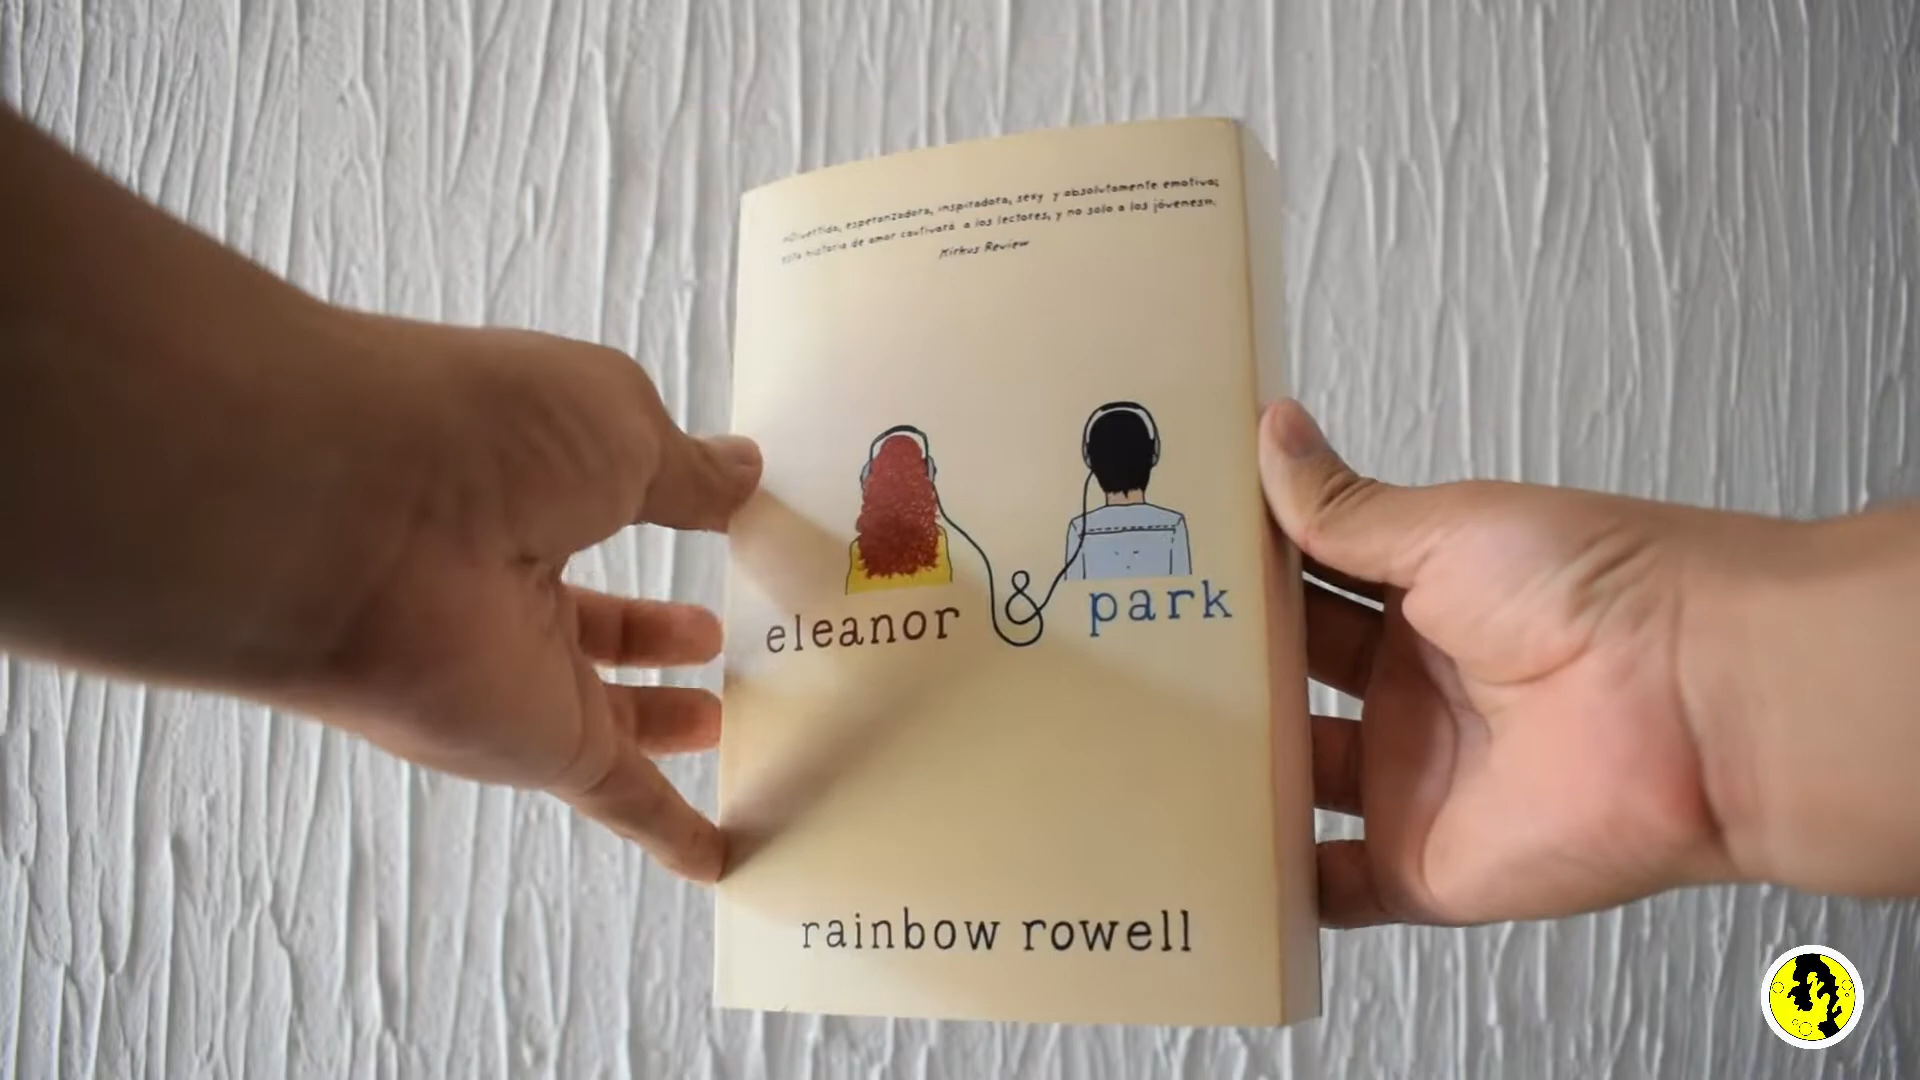 «Divertida, esperanzadora, inspiradora, sexy y absolutamente emotiva;
esta historia de amor cautivará a los lectores, y no solo a los jóvenes».
Kirkus Review
eleanor & park
rainbow rowell